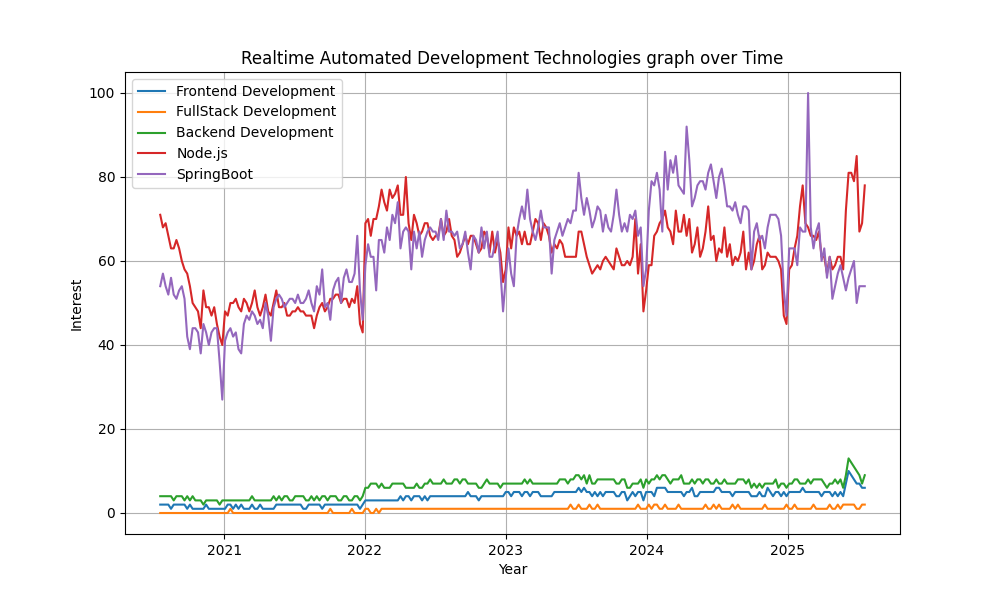 Realtime Automated Development Technologies graph over Time
Frontend Development
FullStack Development
Backend Development
Node.js
SpringBoot
100
80
60
40
20
0
Interest
2021 2022 2023 2024 2025
Year